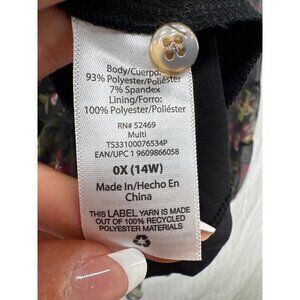 Body/Cuerpo:
93% Polyester/Poliéster
7% Spandex
Lining/Forro:
100% Polyester/Poliéster
RN# 52469
Multi
TS33100076534P
EAN/UPC 1 9609866058
0X (14W)
Made In/Hecho En
China
THIS LABEL YARN IS MADE
OUT OF 100% RECYCLED
POLYESTER MATERIALS